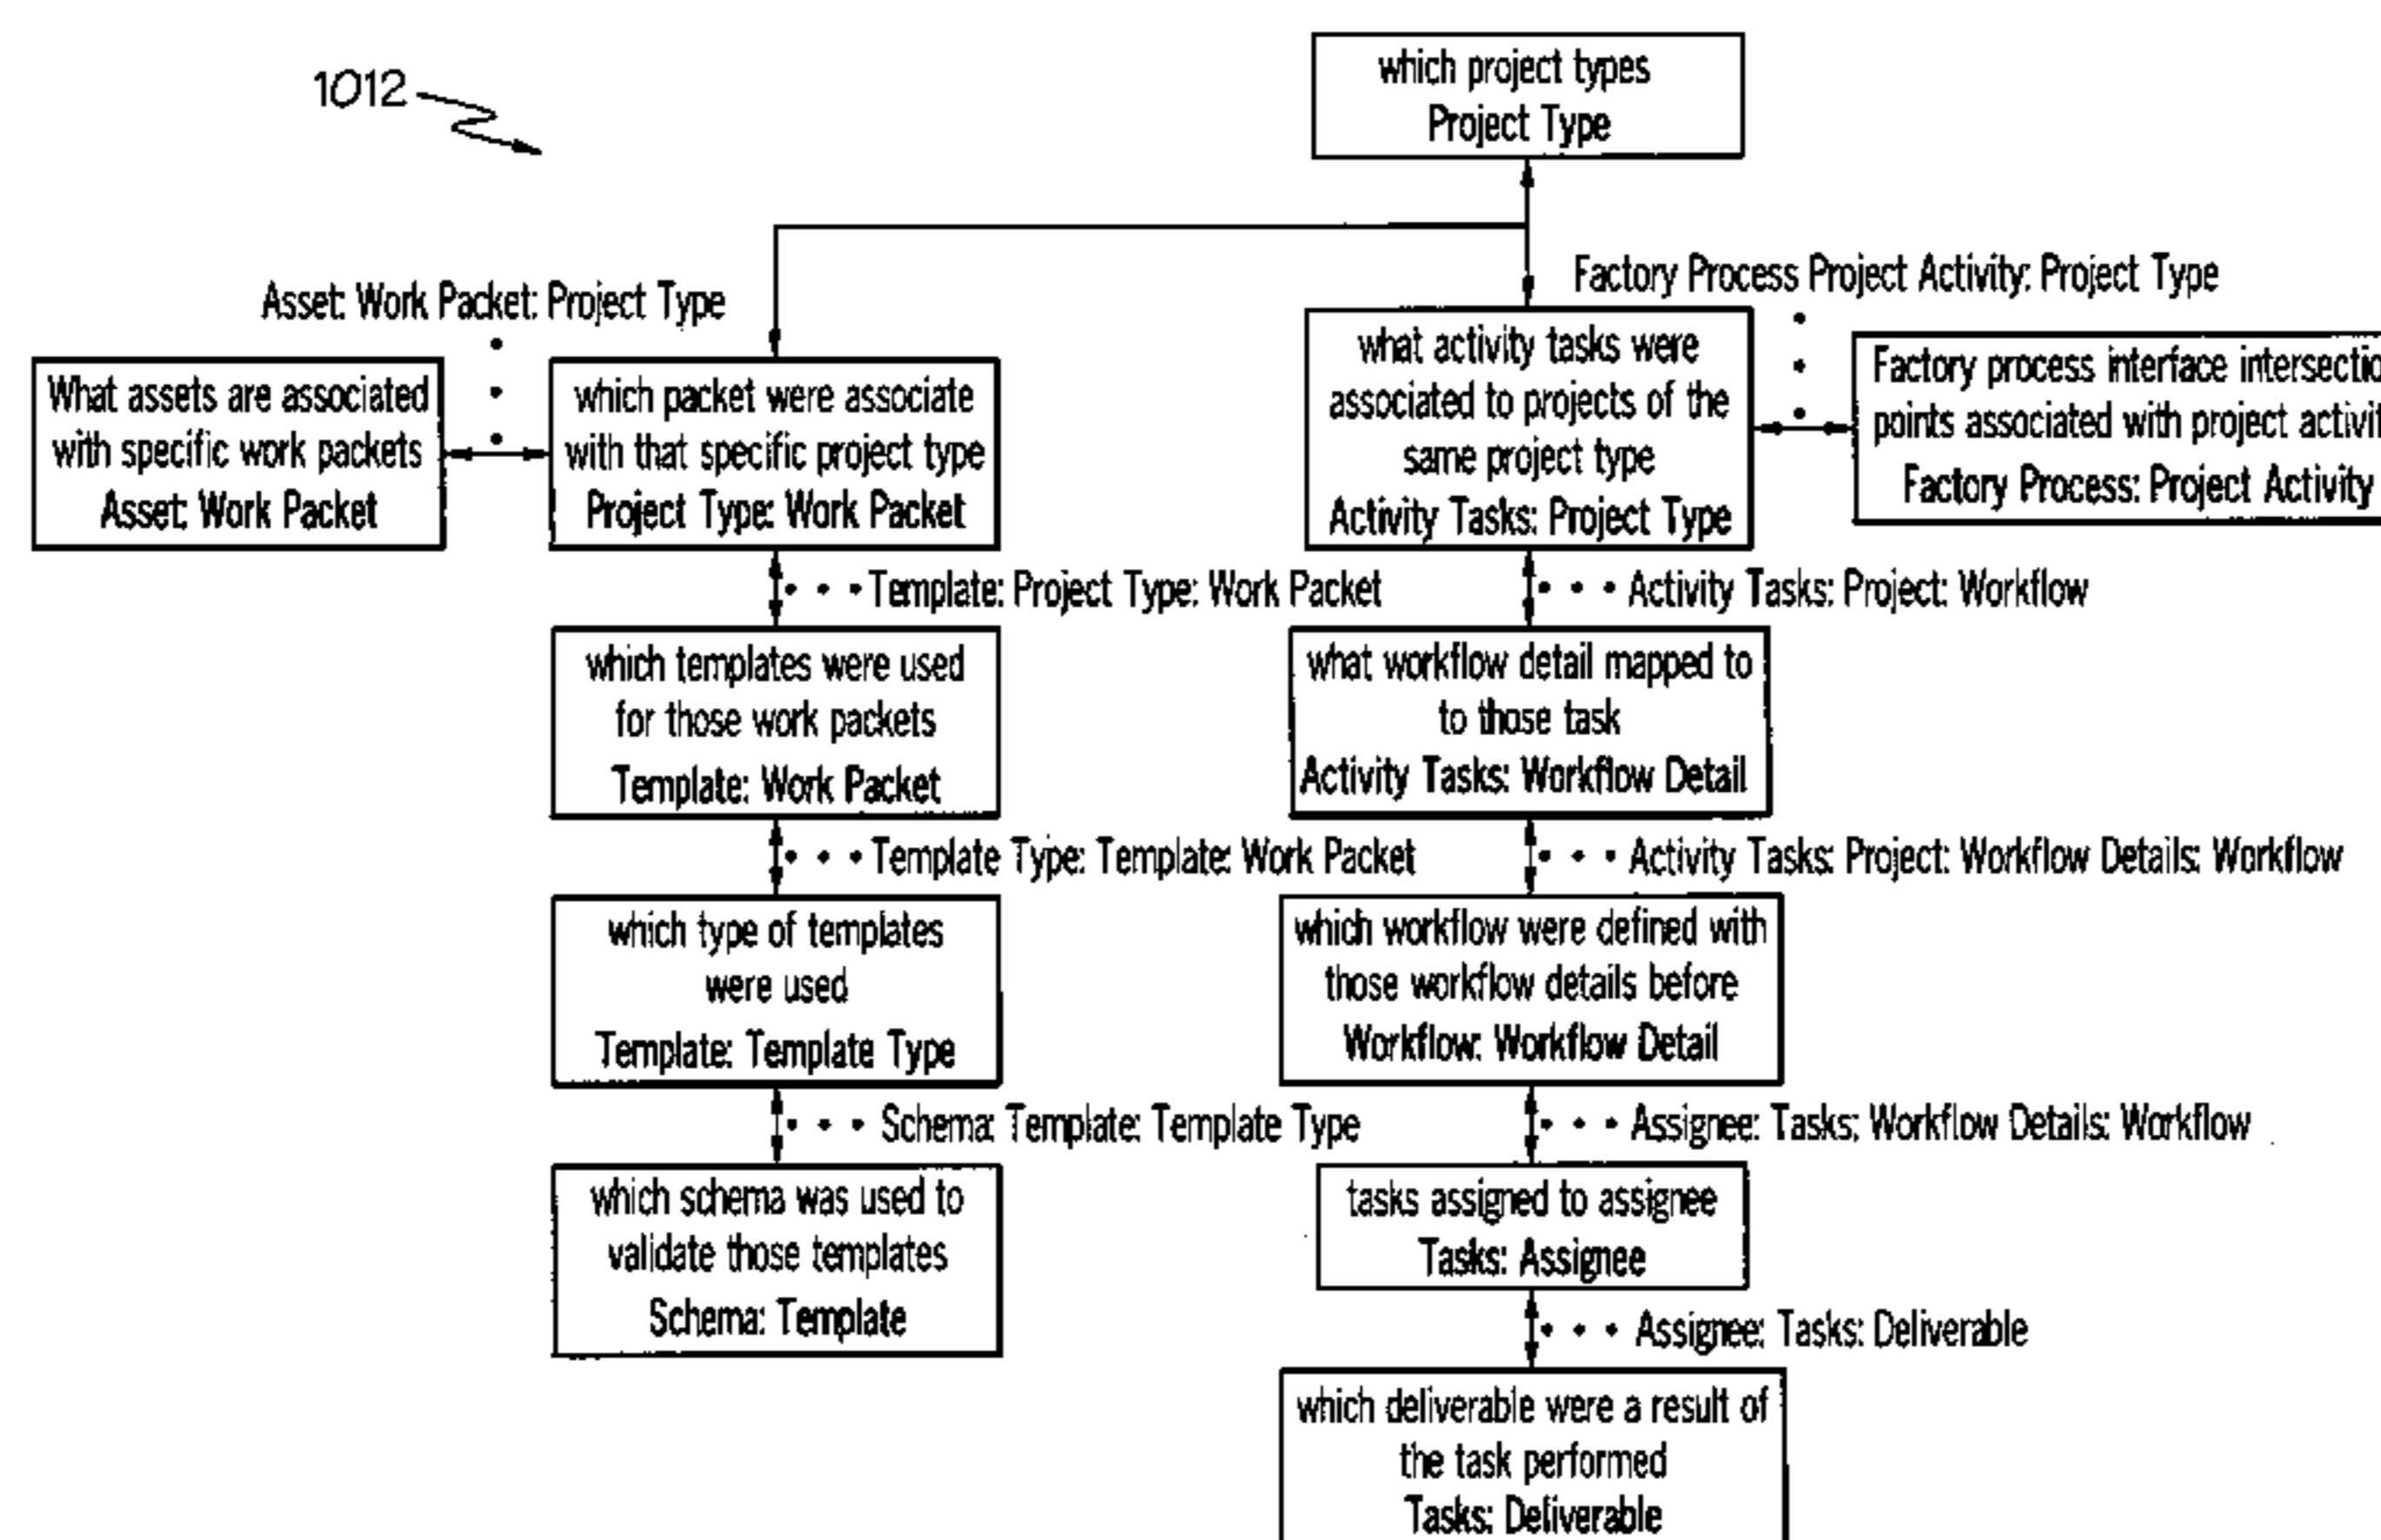 1012
which project types
Project Type
Factory Process Project Activity: Project Type
Asset: Work Packet: Project Type
What assets are associated
with specific work packets
Asset: Work Packet
which packet were associate
with that specific project type
Project Type: Work Packet
what activity tasks were
associated to projects of the
same project type
Activity Tasks: Project Type
Factory process interface
points associated with project
Factory Process: Project Activity
Template: Project Type: Work Packet
Activity Tasks: Project: Workflow
which templates were used
for those work packets
Template: Work Packet
what workflow detail mapped to
to those task
Activity Tasks: Workflow Detail
Template Type: Template: Work Packet
Activity Tasks: Project: Workflow Details: Workflow
which type of templates
were used
Template: Template Type
which workflow were defined with
those workflow details before
Workflow: Workflow Detail
Schema: Template: Template Type
Assignee: Tasks: Workflow Details: Workflow
which schema was used to
validate those templates
Schema: Template
tasks assigned to assignee
Tasks: Assignee
Assignee: Tasks: Deliverable
which deliverable were a result of
the task performed
Tasks: Deliverable